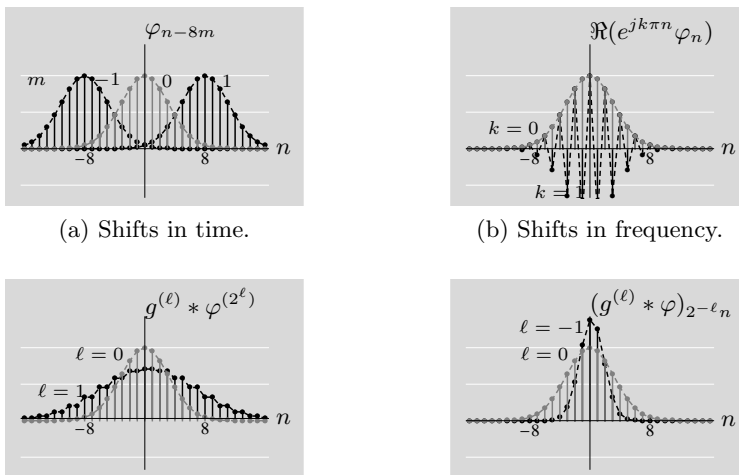 φ_{n−8m}
m −1 0 1
−8 8 n
(a) Shifts in time.
ℜ(e^{jkπn}φ_n)
k = 0
−8 8 n
k = 1
(b) Shifts in frequency.
g^{(ℓ)} ∗ φ^{(2^ℓ)}
ℓ = 0
ℓ = 1
−8 8 n
(g^{(ℓ)} ∗ φ)_{2^{−ℓ}n}
ℓ = −1
ℓ = 0
−8 8 n